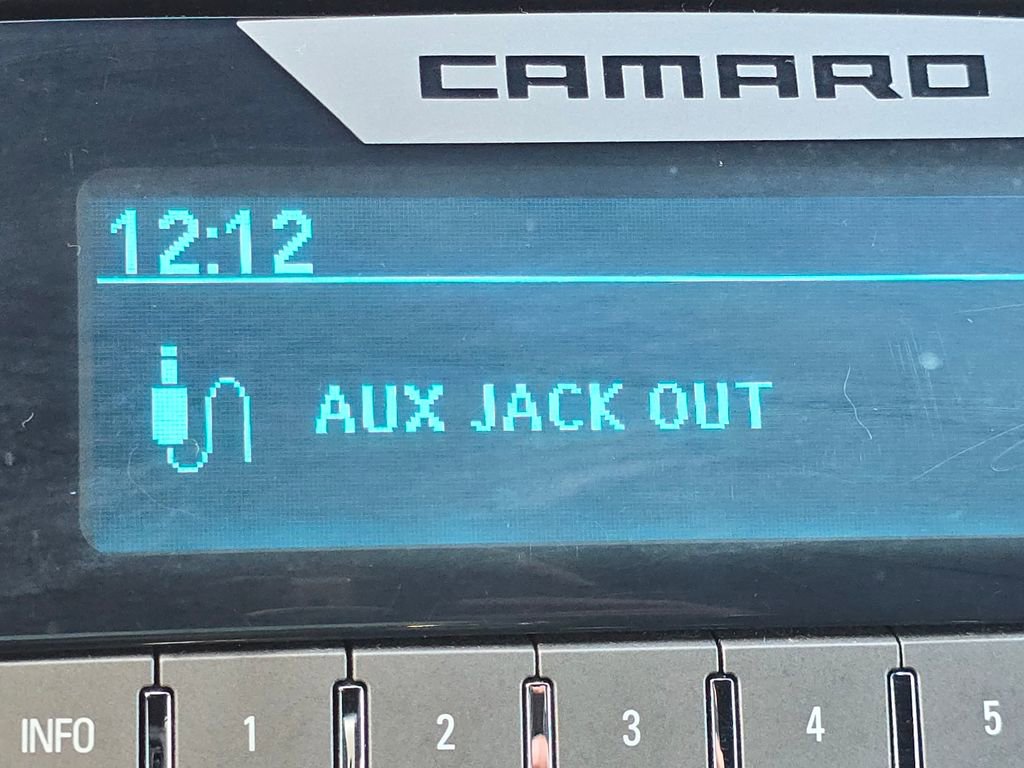 CAMARO
12:12
AUX JACK OUT
INFO 1 2 3 4 5